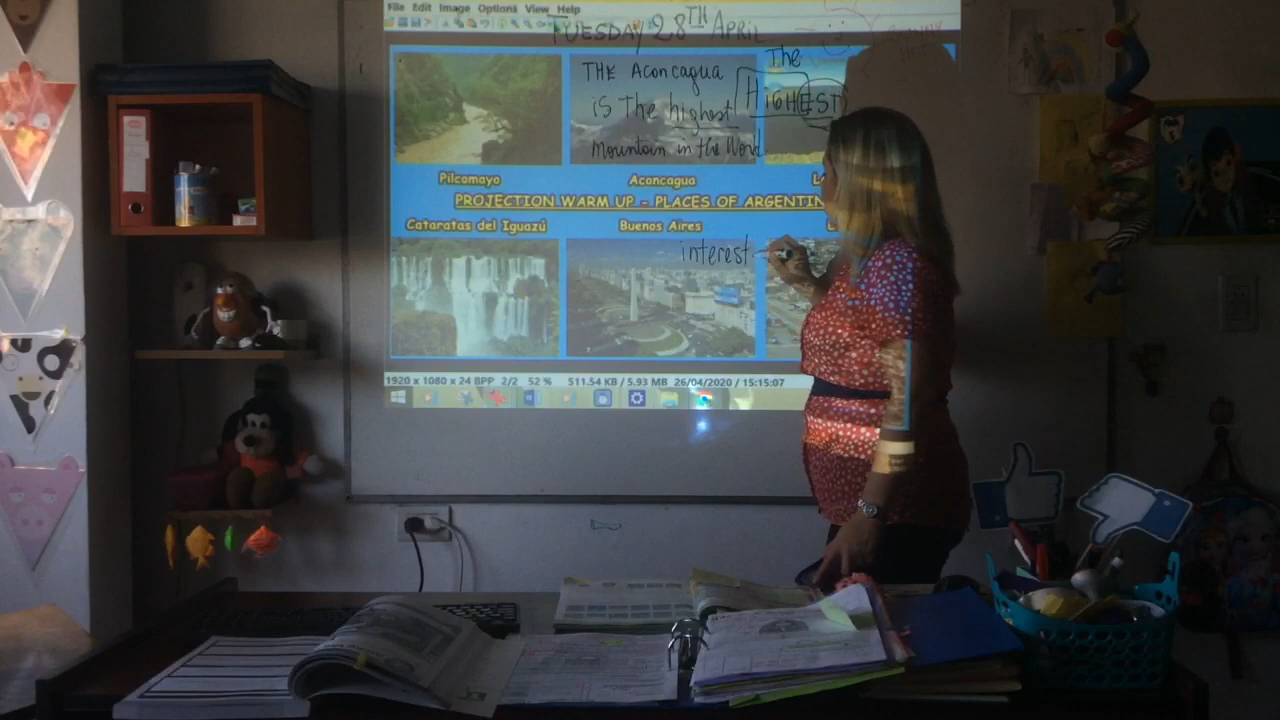 File Edit Image Options View Help
TUESDAY 28TH APRIL
THE Aconcagua
is The highest
Mountain in the World
The
HIGHEST
Pilcomayo
Aconcagua
PROJECTION WARM UP - PLACES OF ARGENTIN
Cataratas del Iguazú
Buenos Aires
interest
1920 x 1080 x 24 BPP 2/2 52 % 511.54 KB / 5.93 MB 26/04/2020 / 15:15:07